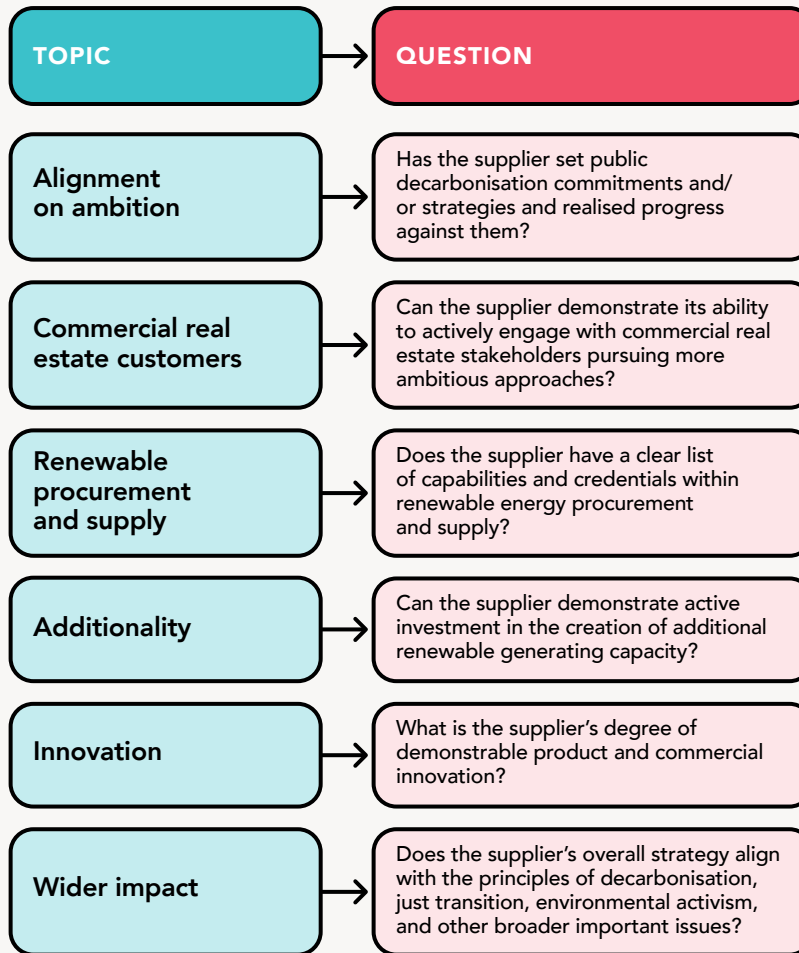 TOPIC
QUESTION
Alignment
on ambition
Has the supplier set public
decarbonisation commitments and/
or strategies and realised progress
against them?
Commercial real
estate customers
Can the supplier demonstrate its ability
to actively engage with commercial real
estate stakeholders pursuing more
ambitious approaches?
Renewable
procurement
and supply
Does the supplier have a clear list
of capabilities and credentials within
renewable energy procurement
and supply?
Additionality
Can the supplier demonstrate active
investment in the creation of additional
renewable generating capacity?
Innovation
What is the supplier’s degree of
demonstrable product and commercial
innovation?
Wider impact
Does the supplier’s overall strategy align
with the principles of decarbonisation,
just transition, environmental activism,
and other broader important issues?